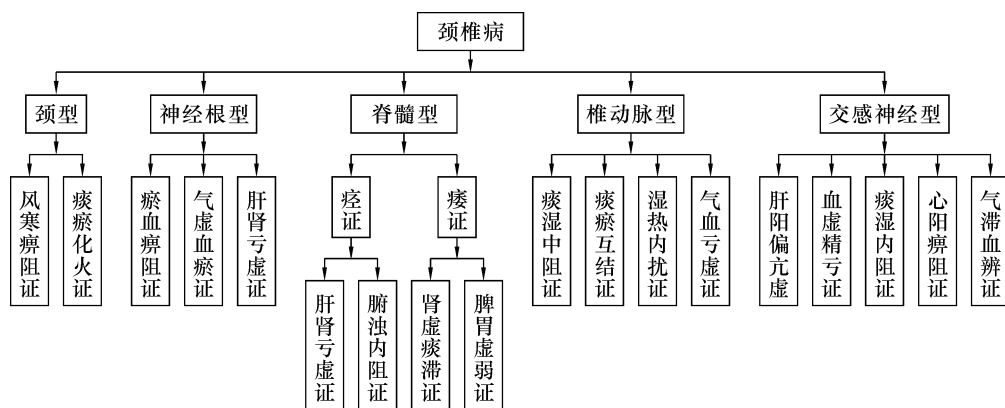 颈椎病
颈型
神经根型
脊髓型
椎动脉型
交感神经型
风寒痹阻证
痰瘀化火证
瘀血痹阻证
气虚血瘀证
肝肾亏虚证
痉证
痿证
痰湿中阻证
痰瘀互结证
湿热内扰证
气血亏虚证
肝阳偏亢虚
血虚精亏证
痰湿内阻证
心阳痹阻证
气滞血辨证
肝肾亏虚证
腑浊内阻证
肾虚痰滞证
脾胃虚弱证